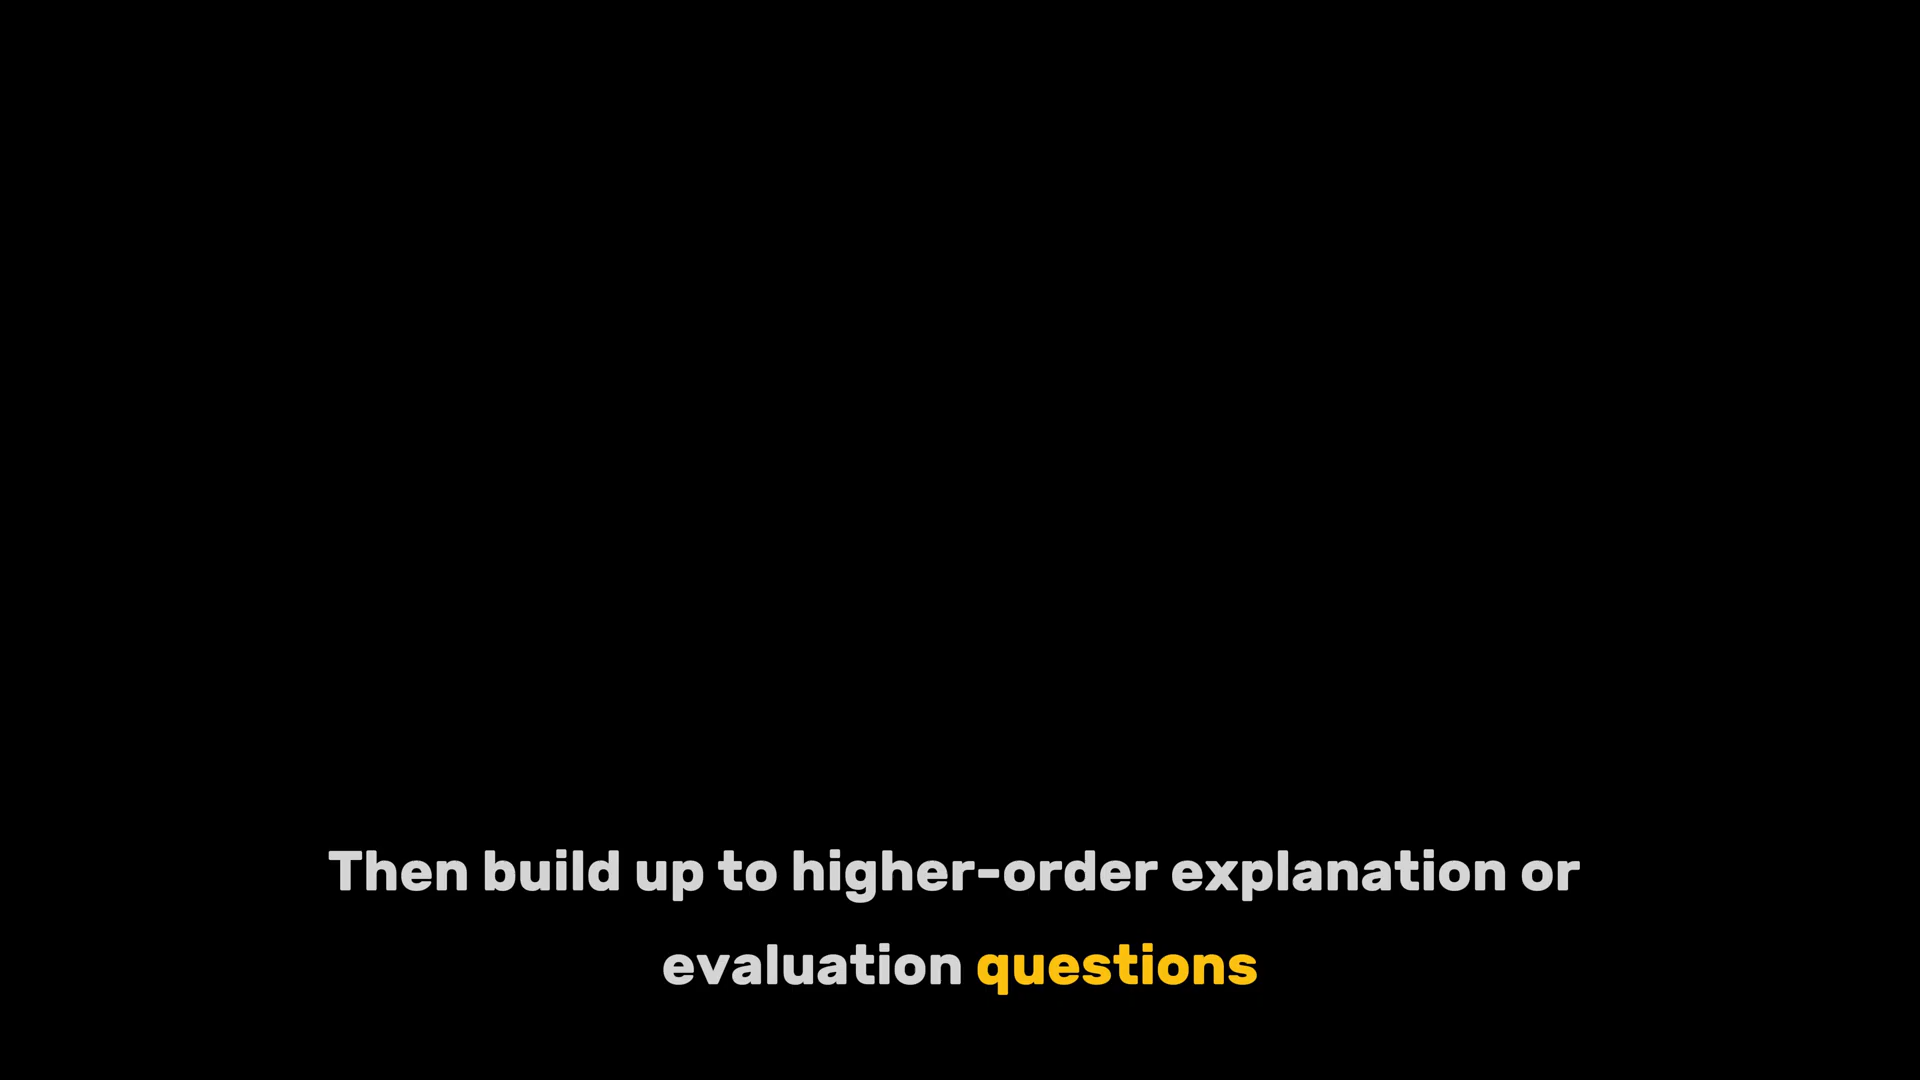 Then build up to higher-order explanation or
evaluation questions